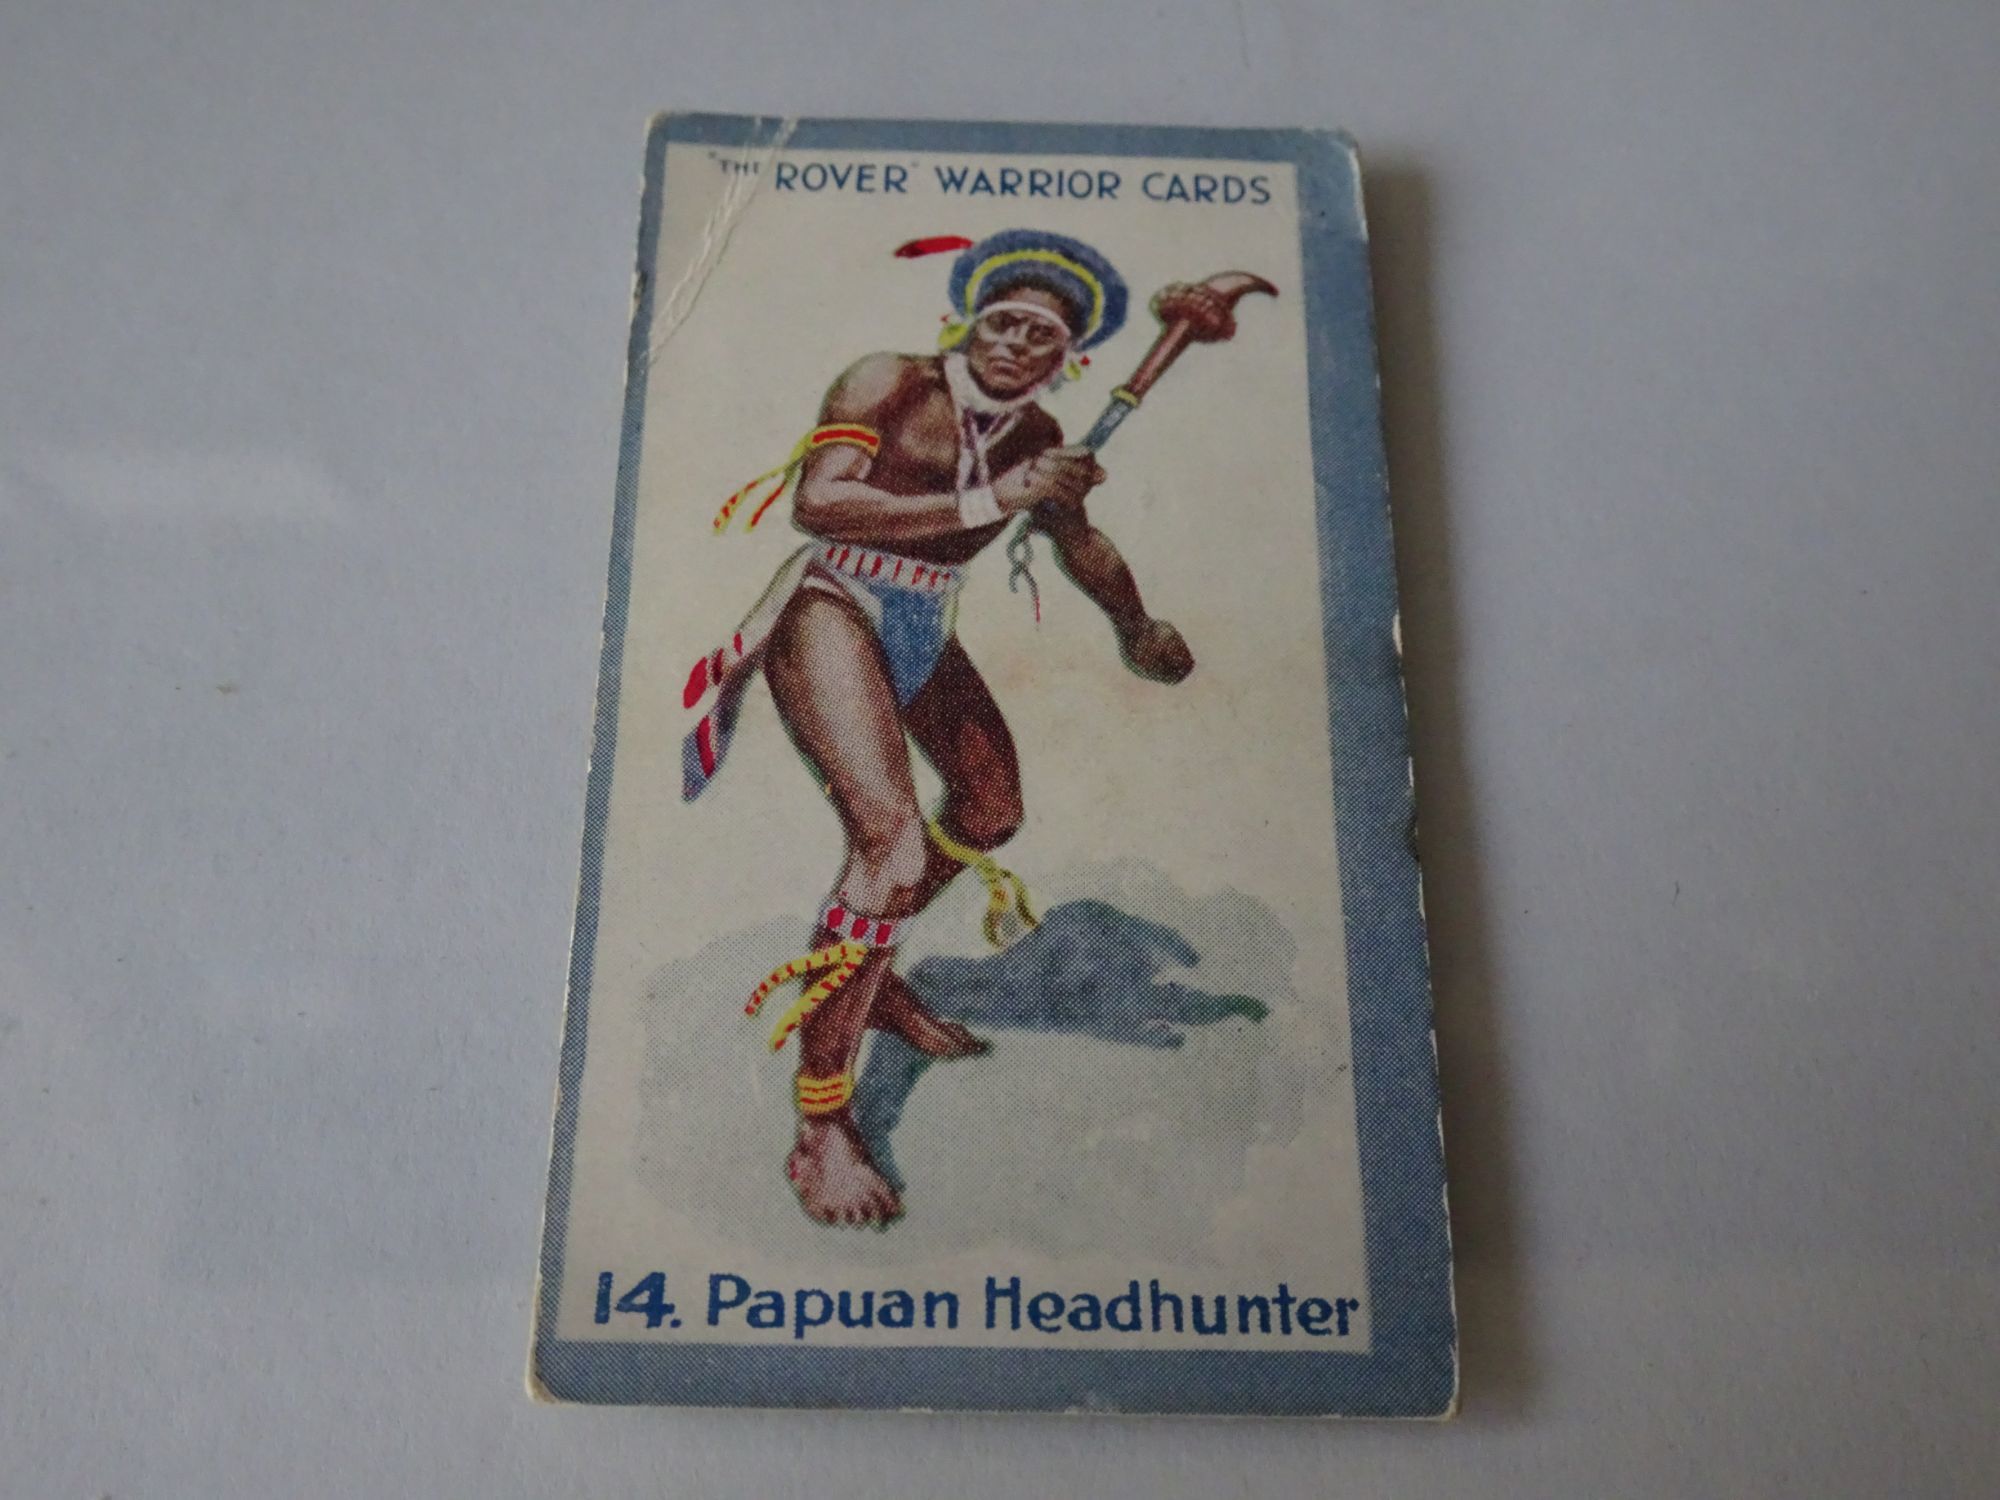 "THE ROVER" WARRIOR CARDS
14. Papuan Headhunter